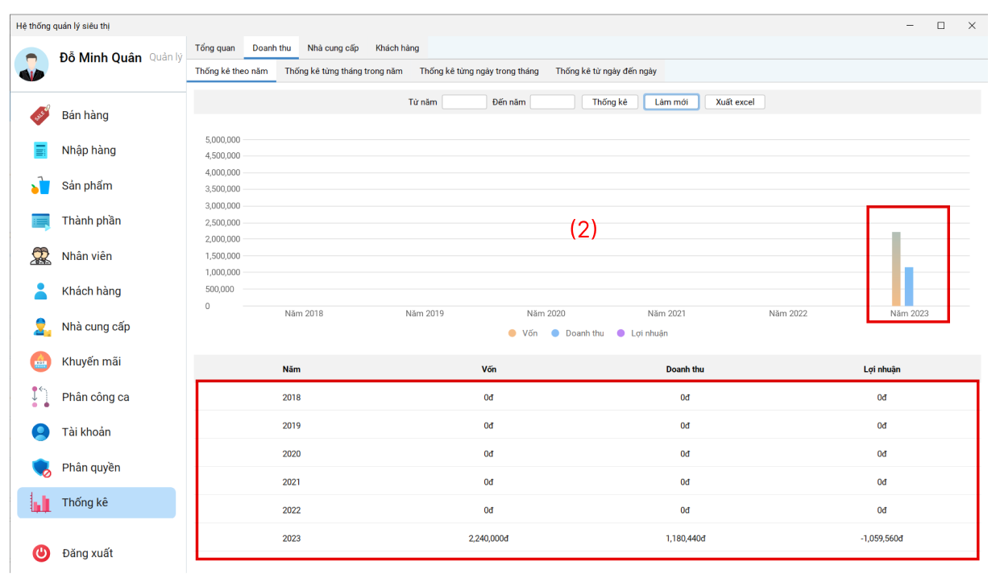 Hệ thống quản lý siêu thị
Đỗ Minh Quân Quản lý
Bán hàng
Nhập hàng
Sản phẩm
Thành phần
Nhân viên
Khách hàng
Nhà cung cấp
Khuyến mãi
Phân công ca
Tài khoản
Phân quyền
Thống kê
Đăng xuất
Tổng quan Doanh thu Nhà cung cấp Khách hàng
Thống kê theo năm Thống kê từng tháng trong năm Thống kê từng ngày trong tháng Thống kê từ ngày đến ngày
Từ năm Đến năm Thống kê Làm mới Xuất excel
5,000,000
4,500,000
4,000,000
3,500,000
3,000,000
2,500,000
2,000,000
1,500,000
1,000,000
500,000
0
(2)
Năm 2018 Năm 2019 Năm 2020 Năm 2021 Năm 2022 Năm 2023
Vốn Doanh thu Lợi nhuận
Năm Vốn Doanh thu Lợi nhuận
2018 0đ 0đ 0đ
2019 0đ 0đ 0đ
2020 0đ 0đ 0đ
2021 0đ 0đ 0đ
2022 0đ 0đ 0đ
2023 2,240,000đ 1,180,440đ -1,059,560đ